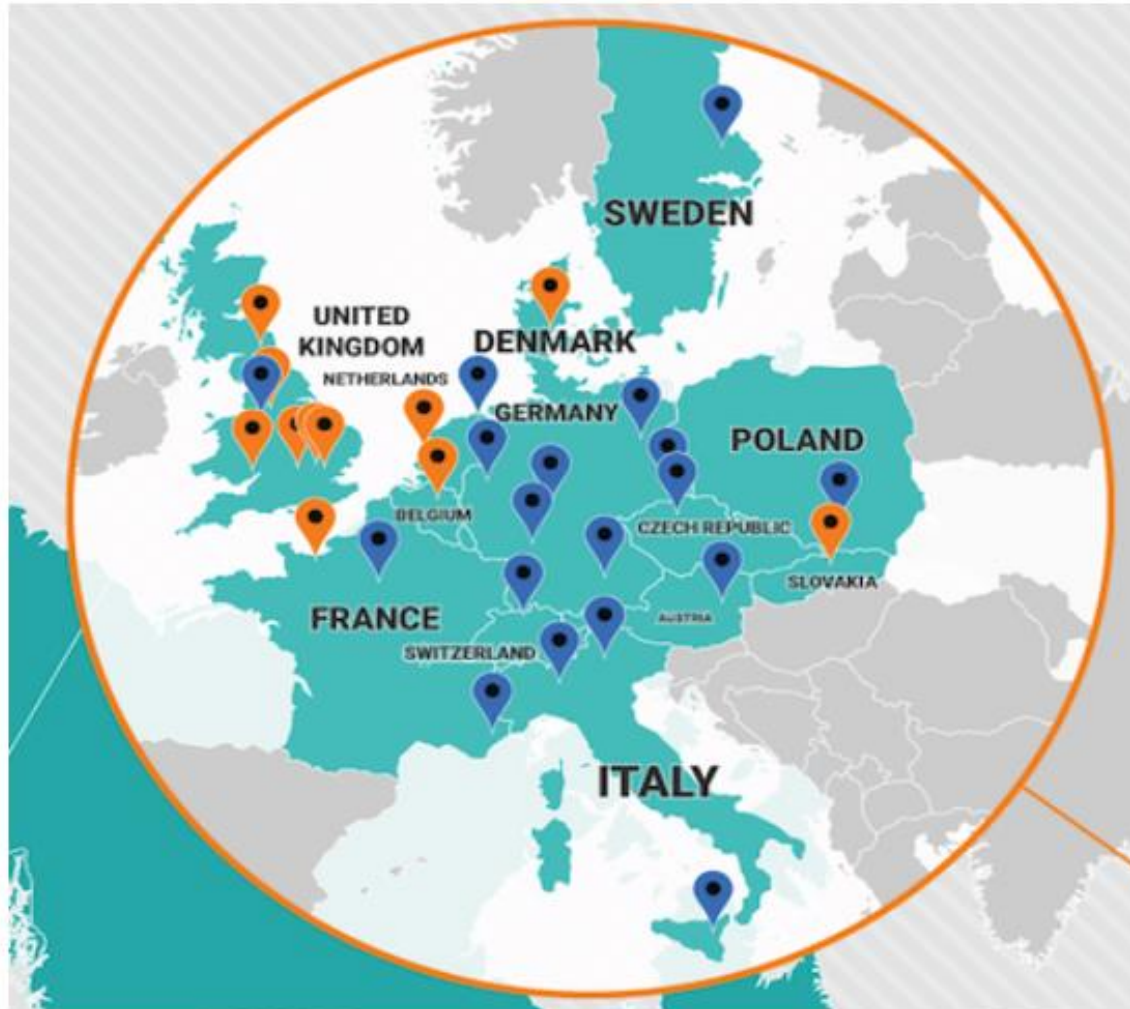 SWEDEN
UNITED
KINGDOM
DENMARK
NETHERLANDS
GERMANY
POLAND
BELGIUM
CZECH REPUBLIC
SLOVAKIA
FRANCE
AUSTRIA
SWITZERLAND
ITALY